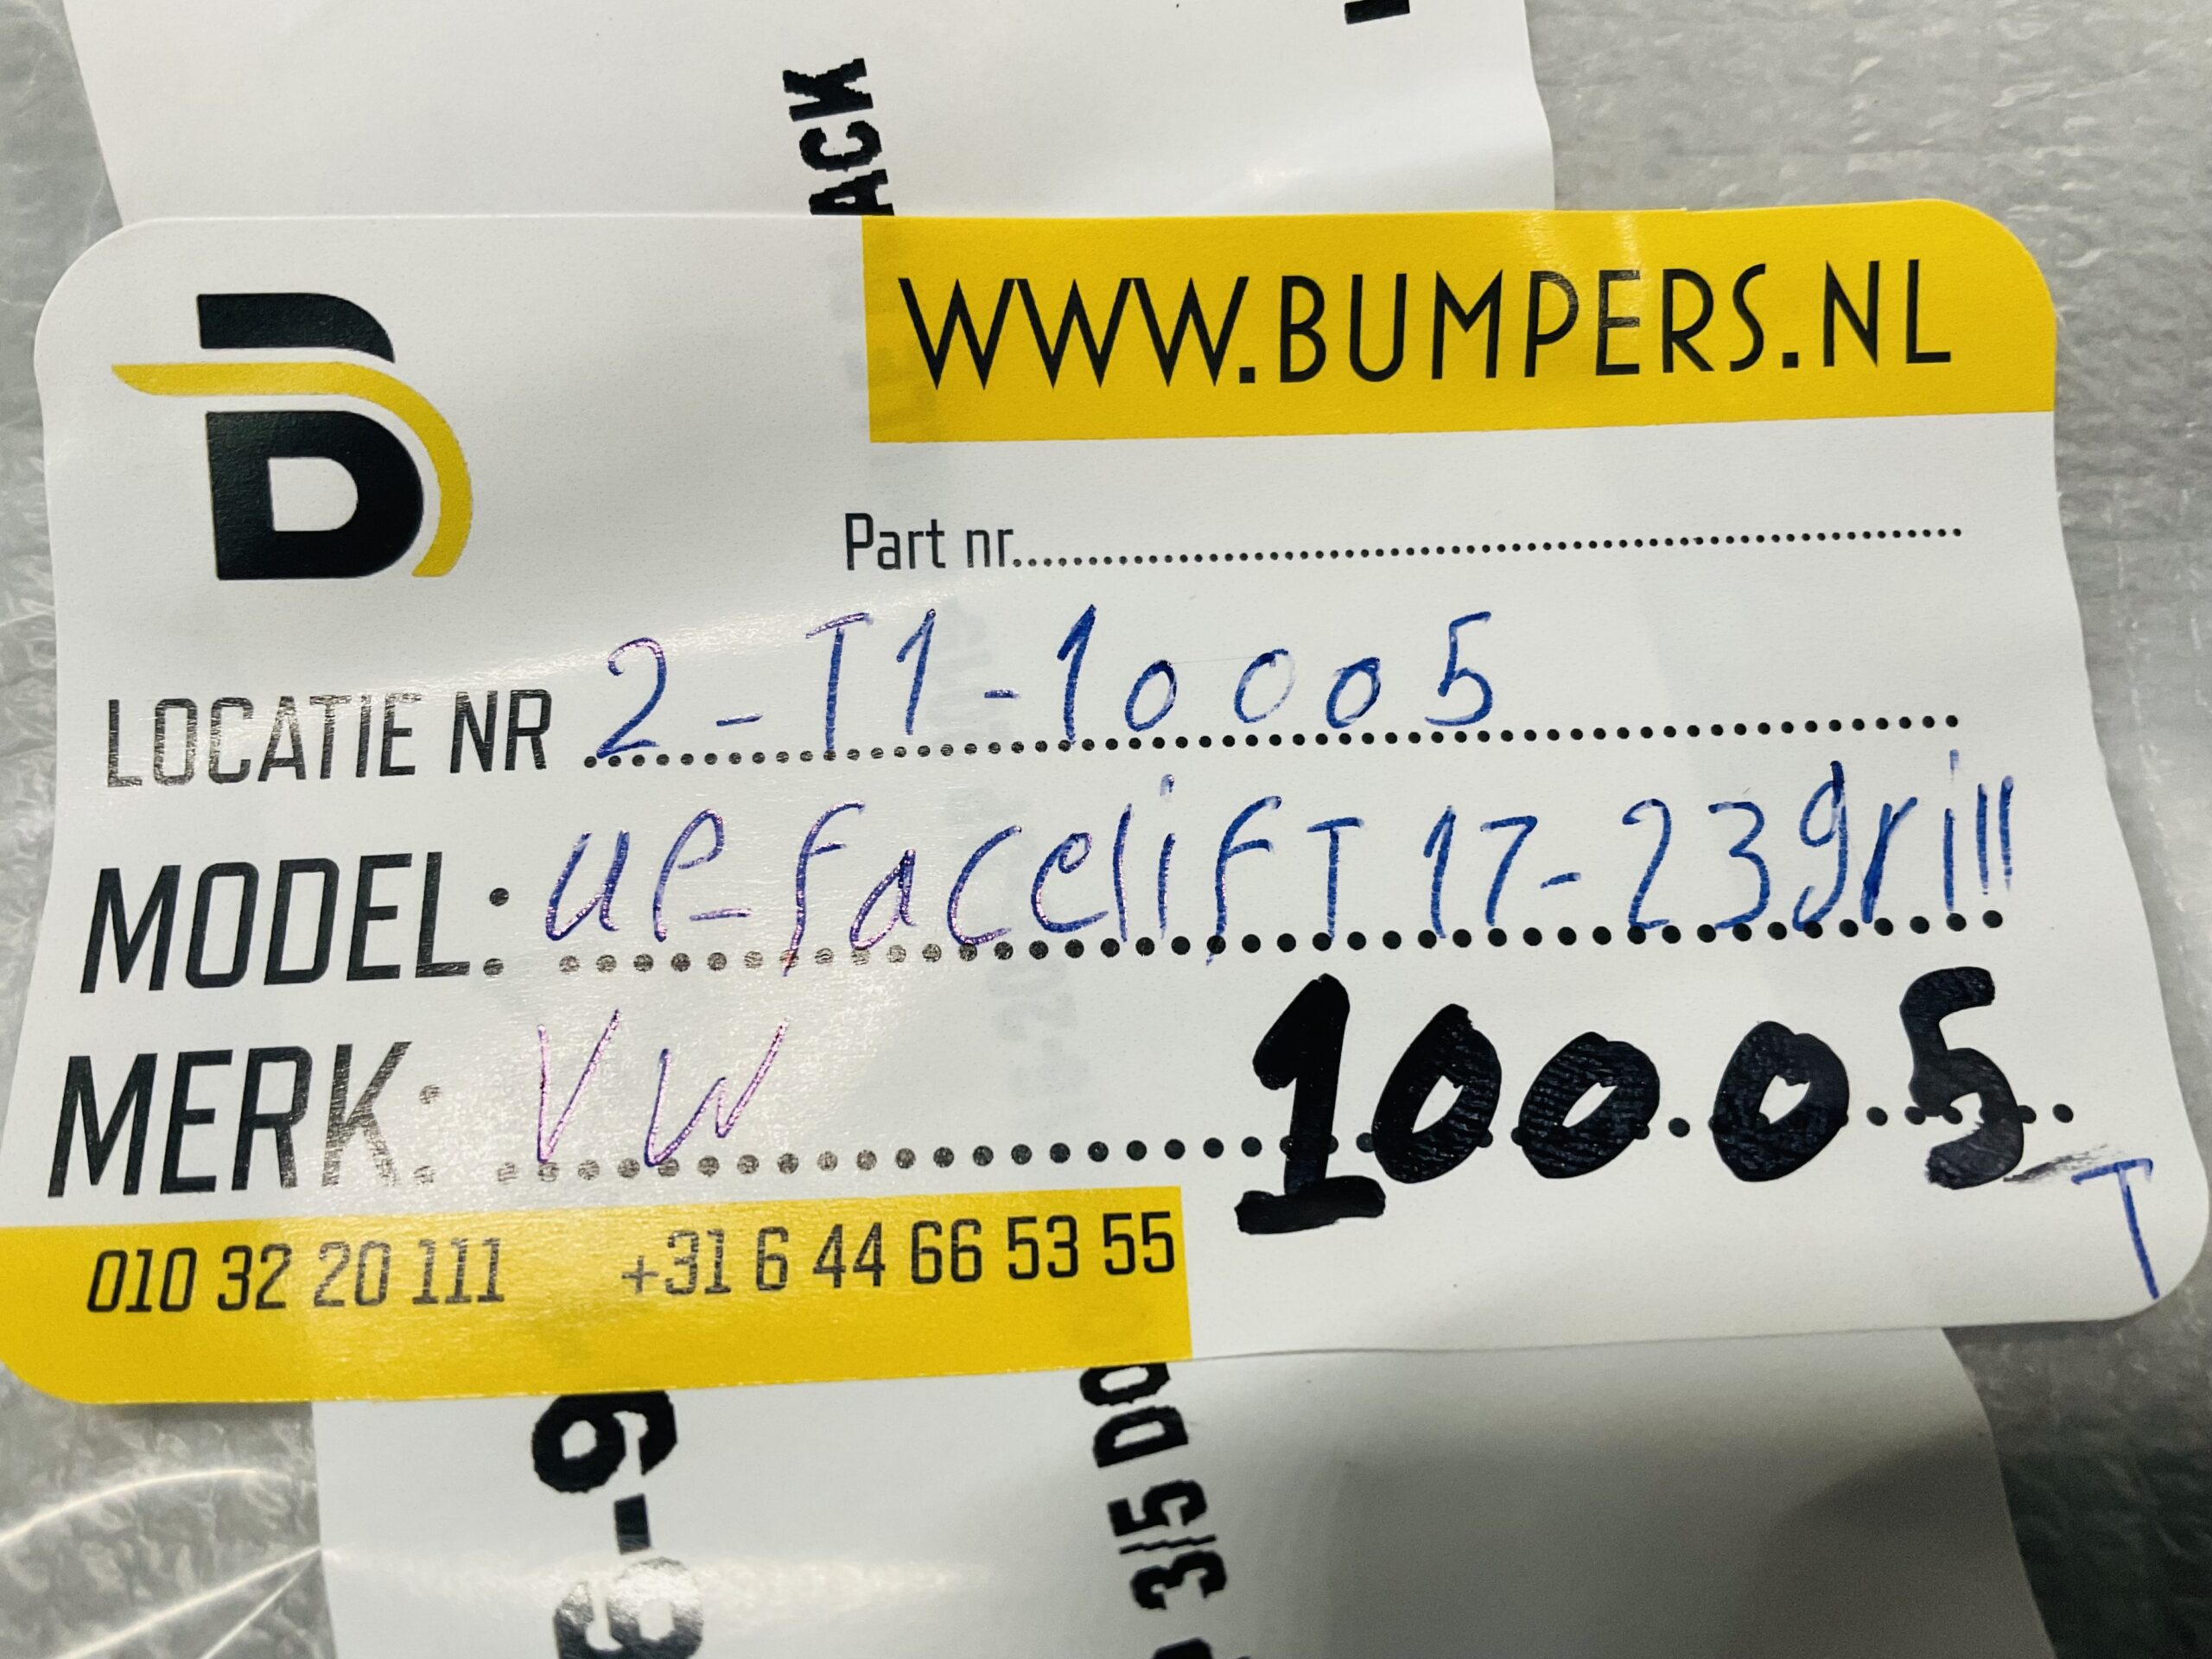 ACK
WWW.BUMPERS.NL
Part nr.
LOCATIE NR 2-T1-10005
MODEL: UP-facelifT 17-23 grill
MERK: VW
10005
T
010 32 20 111 +31 6 44 66 53 55
3|5 DO